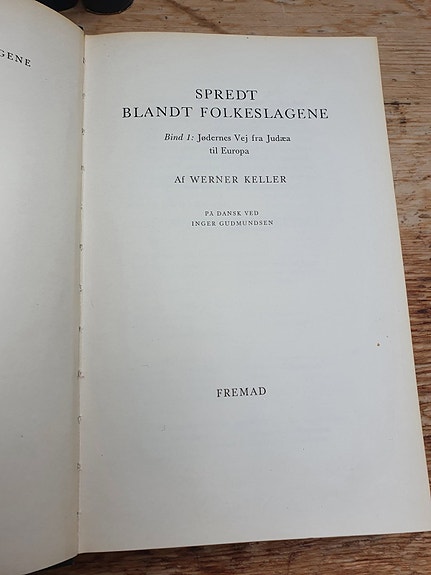 GENE
SPREDT
BLANDT FOLKESLAGENE
Bind 1: Jødernes Vej fra Judæa
til Europa
Af WERNER KELLER
PÅ DANSK VED
INGER GUDMUNDSEN
FREMAD